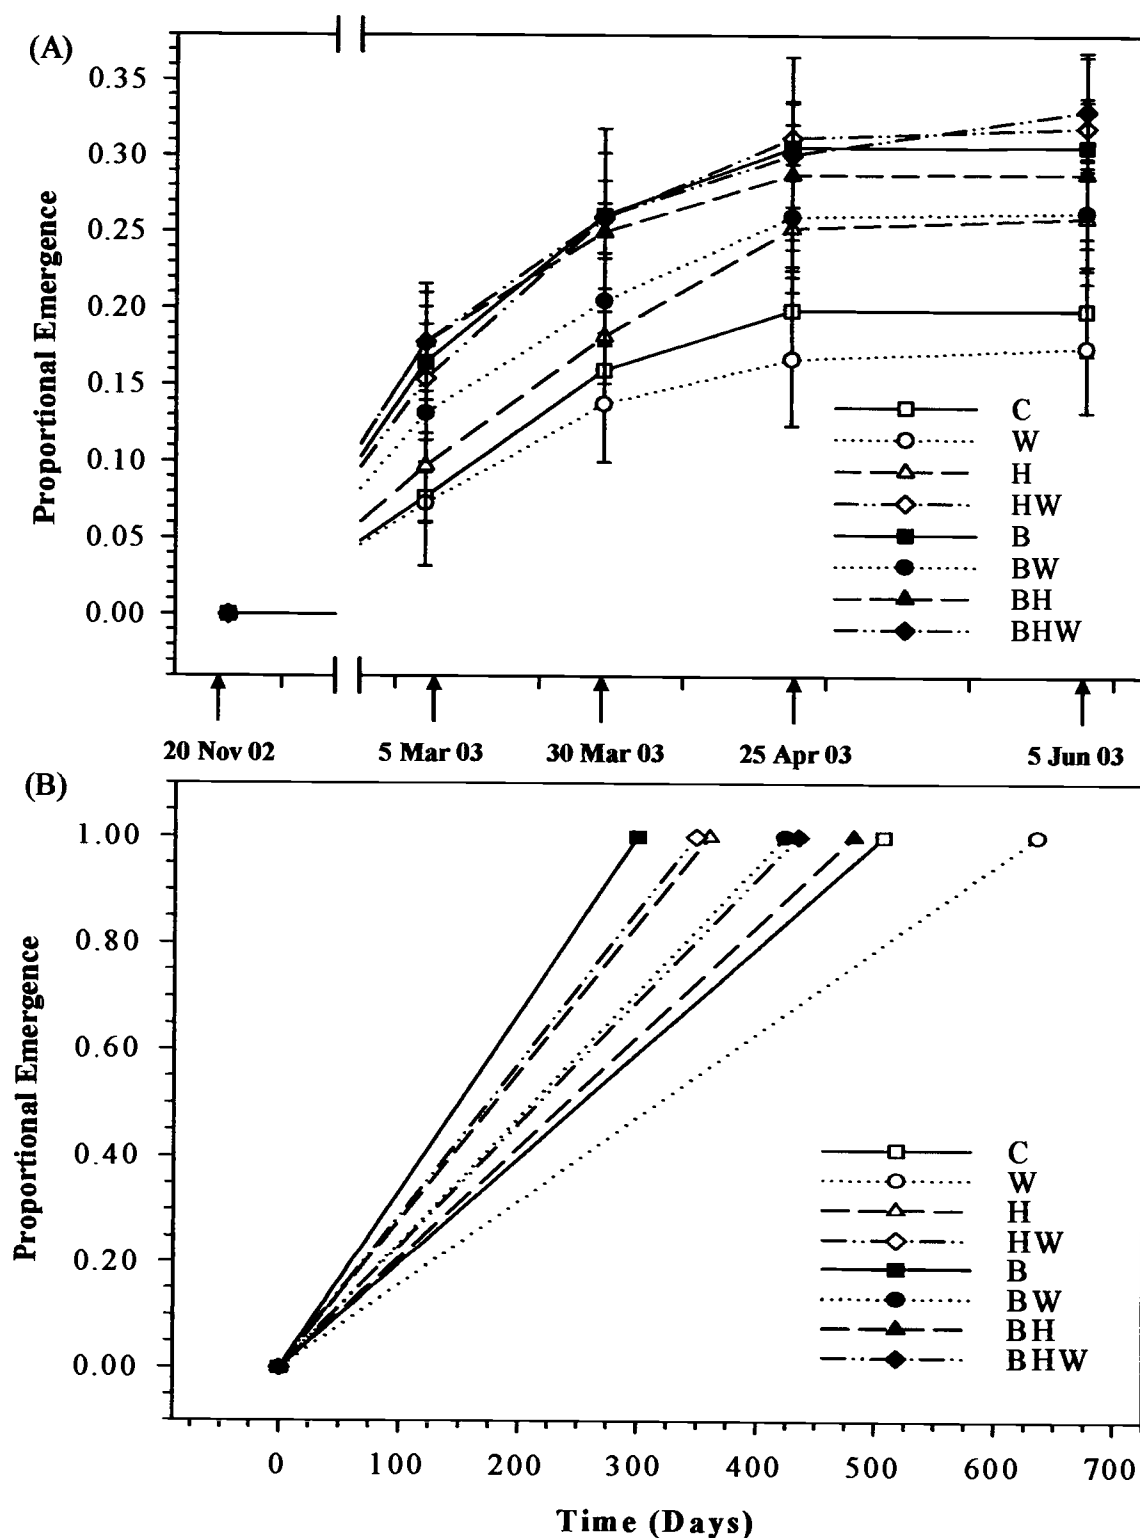 (A)
0.35
0.30
0.25
0.20
0.15
0.10
0.05
0.00
Proportional Emergence
C
W
H
HW
B
BW
BH
BHW
20 Nov 02 5 Mar 03 30 Mar 03 25 Apr 03 5 Jun 03
(B)
1.00
0.80
0.60
0.40
0.20
0.00
Proportional Emergence
C
W
H
HW
B
BW
BH
BHW
0 100 200 300 400 500 600 700
Time (Days)